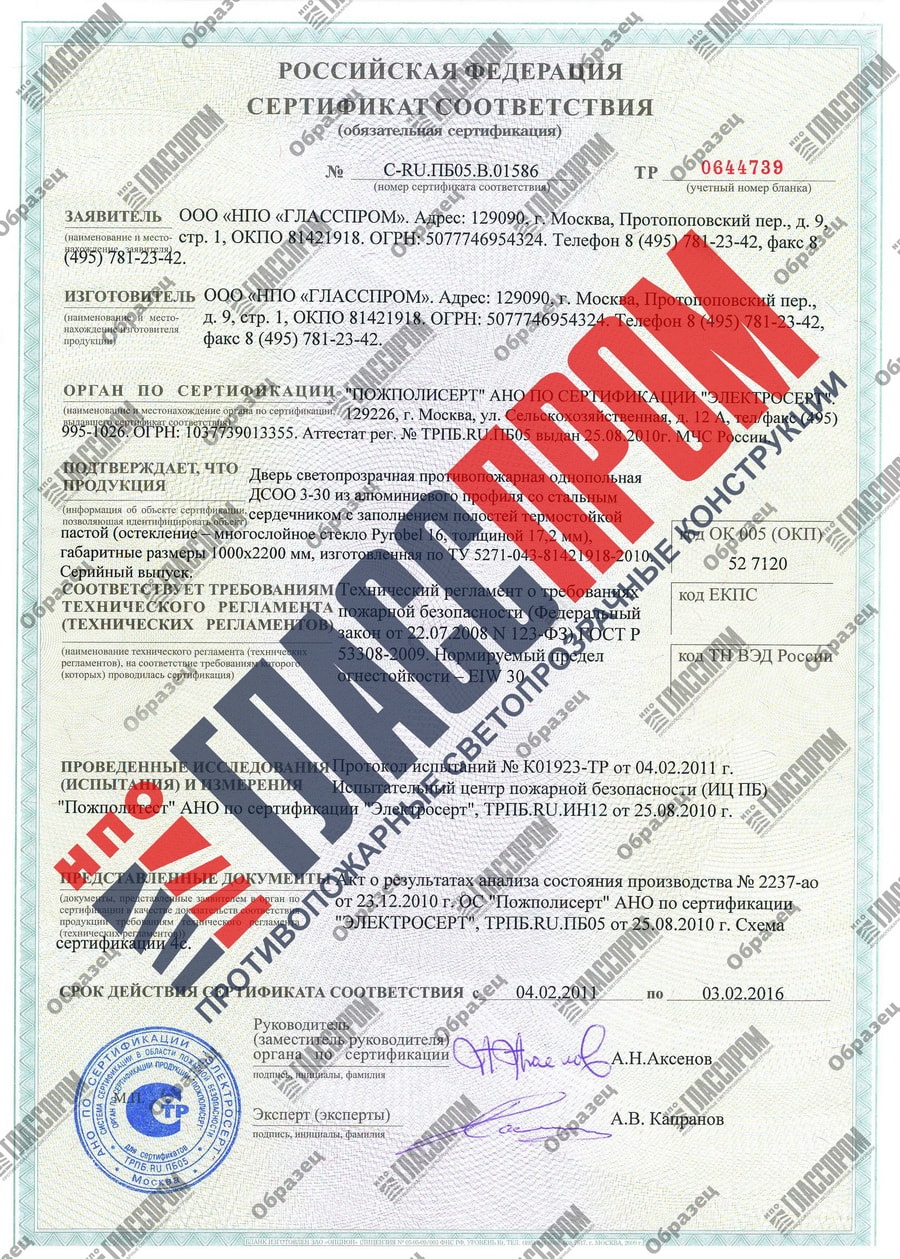 РОССИЙСКАЯ ФЕДЕРАЦИЯ
СЕРТИФИКАТ СООТВЕТСТВИЯ
(обязательная сертификация)
№ C-RU.ПБ05.В.01586
(номер сертификата соответствия)
ТР 0644739
(учетный номер бланка)
ЗАЯВИТЕЛЬ ООО «НПО «ГЛАССПРОМ». Адрес: 129090, г. Москва, Протопоповский пер., д. 9,
(наименование и место-
нахождение заявителя) стр. 1, ОКПО 81421918. ОГРН: 5077746954324. Телефон 8 (495) 781-23-42, факс 8
(495) 781-23-42.
ИЗГОТОВИТЕЛЬ ООО «НПО «ГЛАССПРОМ». Адрес: 129090, г. Москва, Протопоповский пер.,
(наименование и место-
нахождение изготовителя
продукции)
д. 9, стр. 1, ОКПО 81421918. ОГРН: 5077746954324. Телефон 8 (495) 781-23-42,
факс 8 (495) 781-23-42.
ОРГАН ПО СЕРТИФИКАЦИИ "ПОЖПОЛИСЕРТ" АНО ПО СЕРТИФИКАЦИИ "ЭЛЕКТРОСЕРТ"
(наименование и местонахождение органа по сертификации,
выдавшего сертификат соответствия)
129226, г. Москва, ул. Сельскохозяйственная, д. 12 А, тел/факс (495)
995-1026. ОГРН: 1037739013355. Аттестат рег. № ТРПБ.RU.ПБ05 выдан 25.08.2010г. МЧС России
ПОДТВЕРЖДАЕТ, ЧТО
ПРОДУКЦИЯ
(информация об объекте сертификации,
позволяющая идентифицировать объект)
Дверь светопрозрачная противопожарная однопольная
ДСОО 3-30 из алюминиевого профиля со стальным
сердечником с заполнением полостей термостойкой
пастой (остекление - многослойное стекло Pyrobel 16, толщиной 17,2 мм),
габаритные размеры 1000х2200 мм, изготовленная по ТУ 5271-043-81421918-2010.
Серийный выпуск.
код ОК 005 (ОКП)
52 7120
код ЕКПС
код ТН ВЭД России
СООТВЕТСТВУЕТ ТРЕБОВАНИЯМ
ТЕХНИЧЕСКОГО РЕГЛАМЕНТА
(ТЕХНИЧЕСКИХ РЕГЛАМЕНТОВ)
(наименование технического регламента (технических
регламентов), на соответствие требованиям которого
(которых) проводилась сертификация)
Технический регламент о требованиях
пожарной безопасности (Федеральный
закон от 22.07.2008 N 123-ФЗ) ГОСТ Р
53308-2009. Нормируемый предел
огнестойкости – EIW 30
ПРОВЕДЕННЫЕ ИССЛЕДОВАНИЯ
(ИСПЫТАНИЯ) И ИЗМЕРЕНИЯ
Протокол испытаний № К01923-ТР от 04.02.2011 г.
Испытательный центр пожарной безопасности (ИЦ ПБ)
"Пожполитест" АНО по сертификации "Электросерт", ТРПБ.RU.ИН12 от 25.08.2010 г.
ПРЕДСТАВЛЕННЫЕ ДОКУМЕНТЫ
(документы, представленные заявителем в орган по
сертификации в качестве доказательств соответствия
продукции требованиям технического регламента
(технических регламентов))
Акт о результатах анализа состояния производства № 2237-ао
от 23.12.2010 г. ОС "Пожполисерт" АНО по сертификации
"ЭЛЕКТРОСЕРТ", ТРПБ.RU.ПБ05 от 25.08.2010 г. Схема
сертификации 4с.
СРОК ДЕЙСТВИЯ СЕРТИФИКАТА СООТВЕТСТВИЯ с 04.02.2011 по 03.02.2016
Руководитель
(заместитель руководителя)
органа по сертификации
подпись, инициалы, фамилия
А.Н.Аксенов
Эксперт (эксперты)
подпись, инициалы, фамилия
А.В. Капранов
М.П.
АНО ПО СЕРТИФИКАЦИИ "ЭЛЕКТРОСЕРТ"
СИСТЕМА СЕРТИФИКАЦИИ В ОБЛАСТИ ПОЖАРНОЙ БЕЗОПАСНОСТИ
ОРГАН ПО СЕРТИФИКАЦИИ ПРОДУКЦИИ "ПОЖПОЛИСЕРТ"
СТР
для сертификатов
ТРПБ.RU.ПБ05
Москва
НПО
ГЛАССПРОМ
ПРОТИВОПОЖАРНЫЕ СВЕТОПРОЗРАЧНЫЕ КОНСТРУКЦИИ
Образец
НПО ГЛАССПРОМ